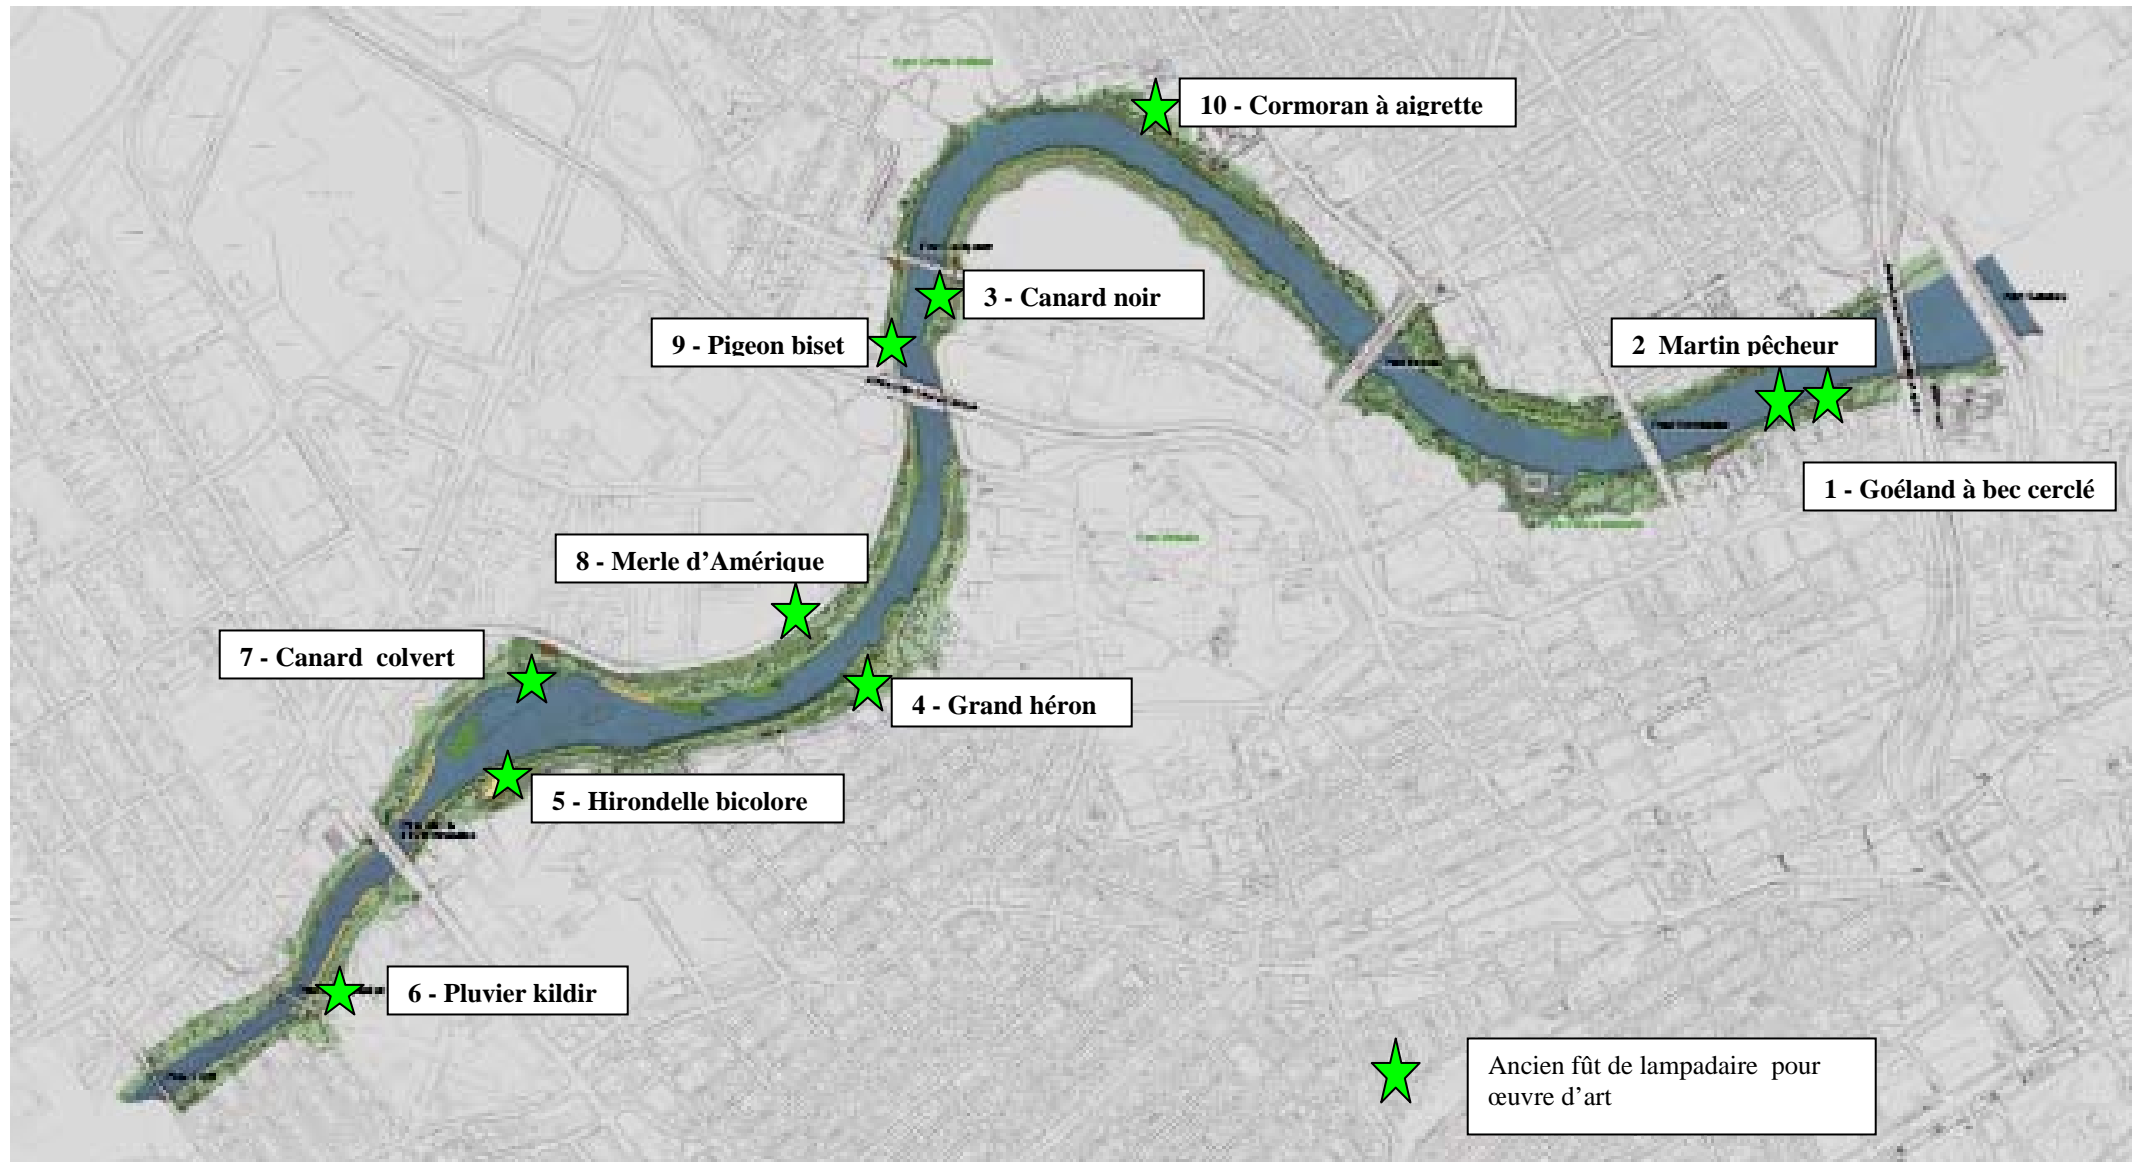 10 - Cormoran à aigrette
3 - Canard noir
9 - Pigeon biset
2 Martin pêcheur
1 - Goéland à bec cerclé
8 - Merle d’Amérique
7 - Canard colvert
4 - Grand héron
5 - Hirondelle bicolore
6 - Pluvier kildir
Ancien fût de lampadaire pour
œuvre d’art